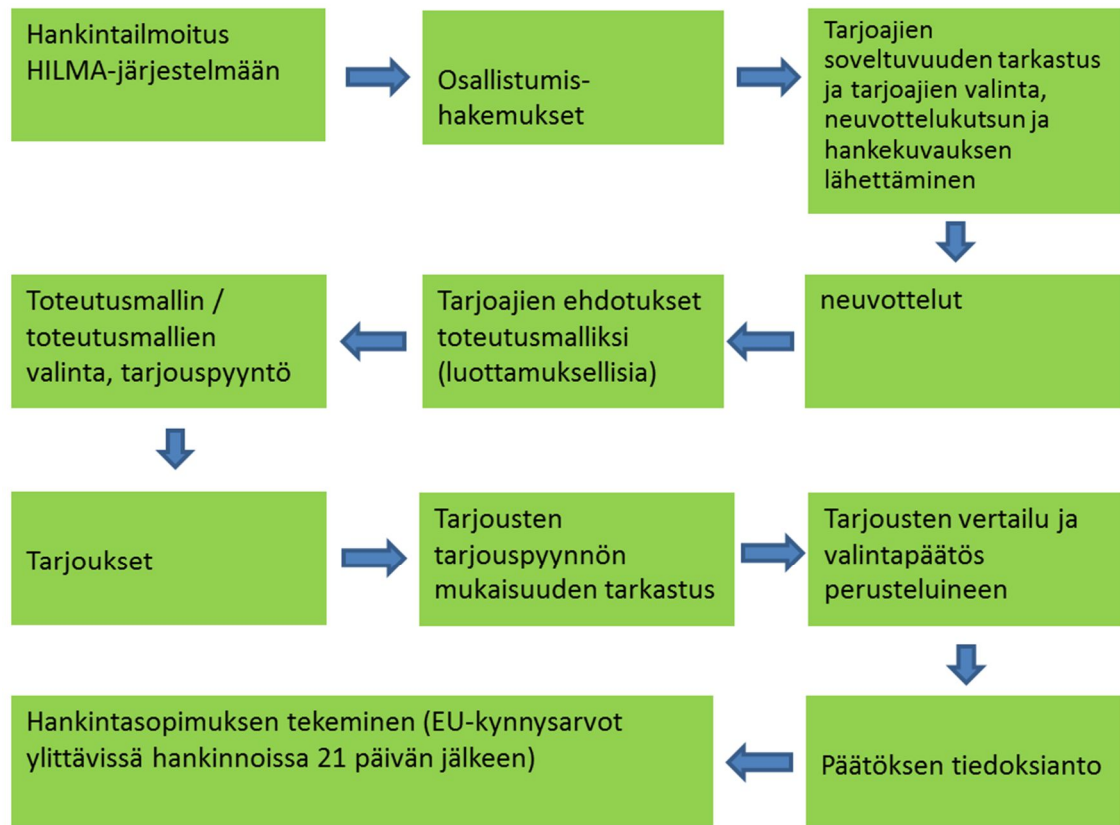 Hankintailmoitus
HILMA-järjestelmään
Osallistumis-
hakemukset
Tarjoajien
soveltuvuuden tarkastus
ja tarjoajien valinta,
neuvottelukutsun ja
hankekuvauksen
lähettäminen
neuvottelut
Tarjoajien ehdotukset
toteutusmalliksi
(luottamuksellisia)
Toteutusmallin /
toteutusmallien
valinta, tarjouspyyntö
Tarjoukset
Tarjousten
tarjouspyynnön
mukaisuuden tarkastus
Tarjousten vertailu ja
valintapäätös
perusteluineen
Päätöksen tiedoksianto
Hankintasopimuksen tekeminen (EU-kynnysarvot
ylittävissä hankinnoissa 21 päivän jälkeen)